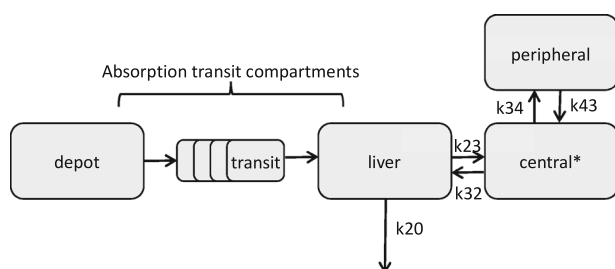 peripheral
Absorption transit compartments
k34
k43
depot
transit
liver
k23
central*
k32
k20